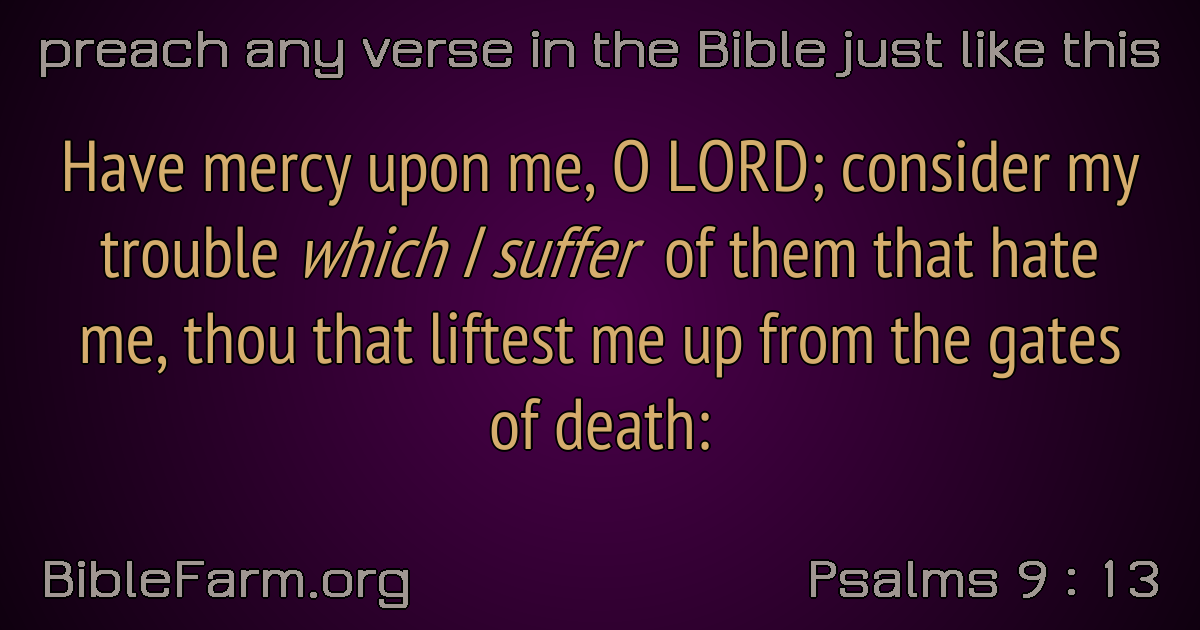 preach any verse in the Bible just like this
Have mercy upon me, O LORD; consider my
trouble which I suffer of them that hate
me, thou that liftest me up from the gates
of death:
BibleFarm.org
Psalms 9 : 13